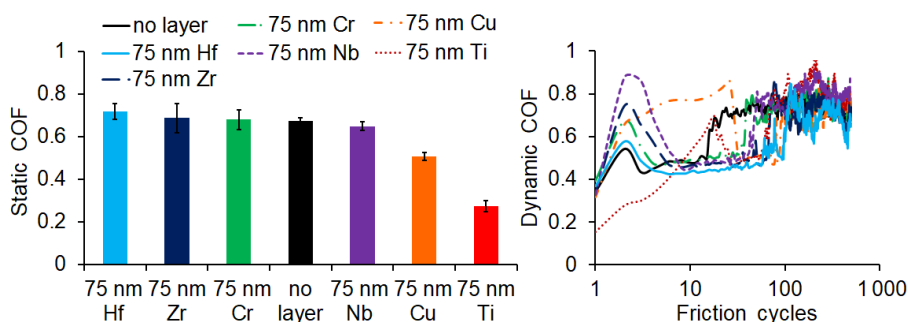 no layer
75 nm Cr
75 nm Cu
75 nm Hf
75 nm Nb
75 nm Ti
75 nm Zr
Static COF
1
0.8
0.6
0.4
0.2
0
75 nm Hf
75 nm Zr
75 nm Cr
no layer
75 nm Nb
75 nm Cu
75 nm Ti
Dynamic COF
1
0.8
0.6
0.4
0.2
0
1
10
100
1 000
Friction cycles